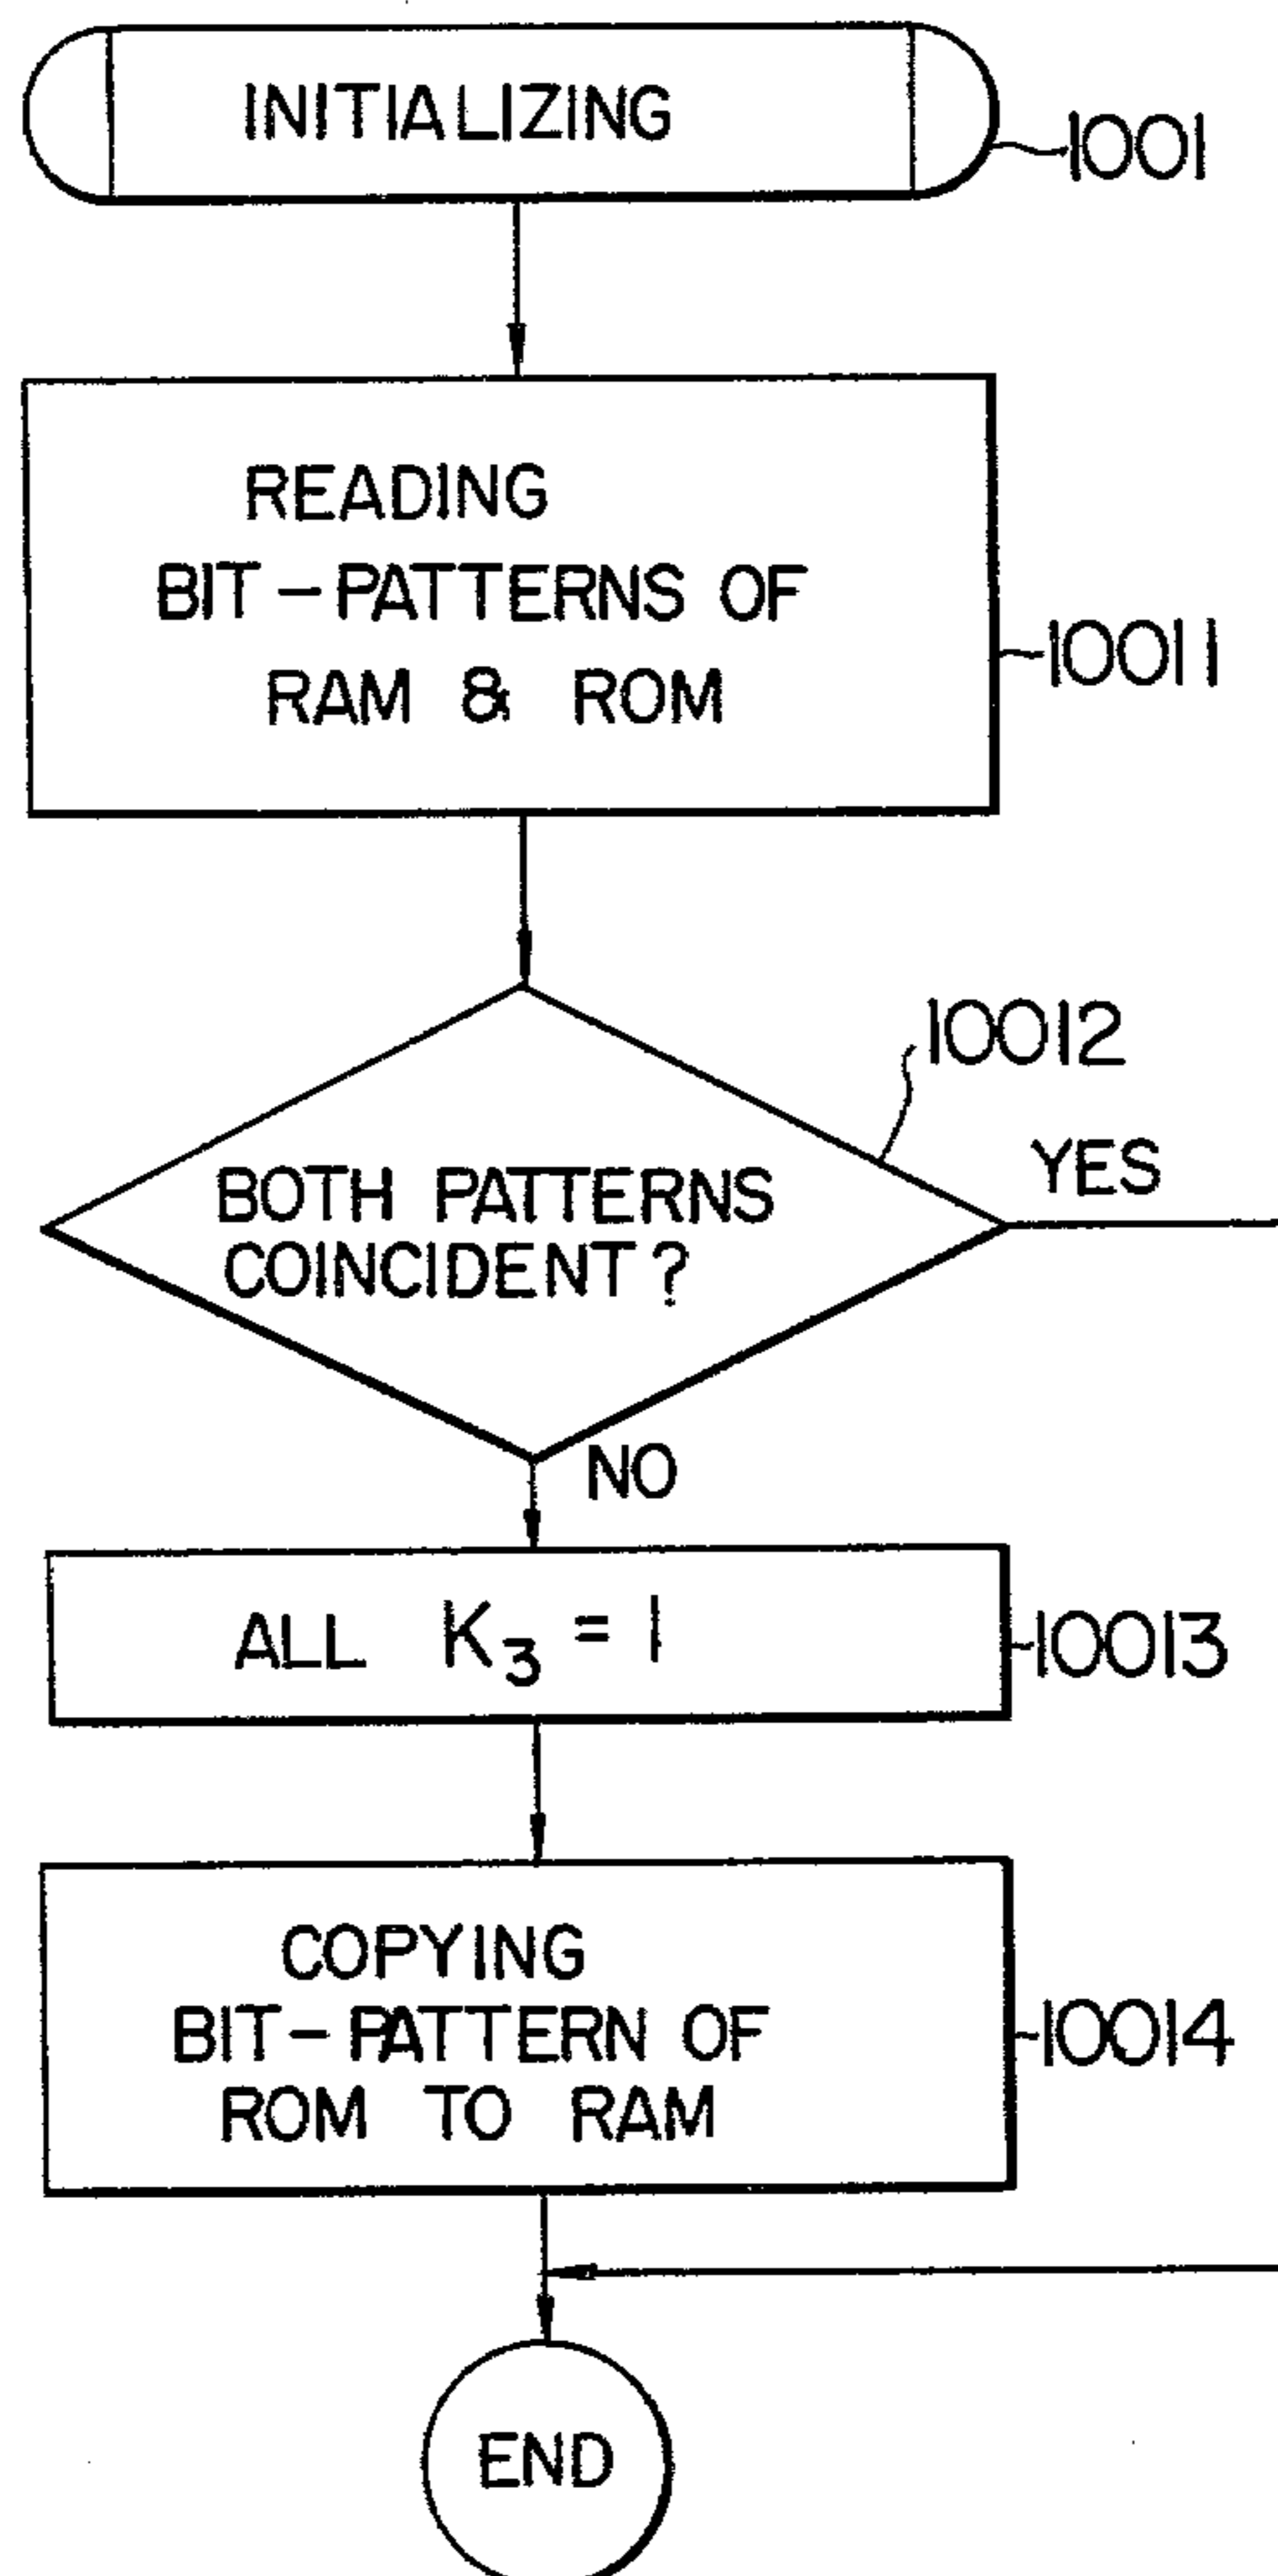 INITIALIZING
1001
READING
BIT-PATTERNS OF
RAM & ROM
10011
10012
YES
BOTH PATTERNS
COINCIDENT?
NO
ALL K₃ = 1
10013
COPYING
BIT-PATTERN OF
ROM TO RAM
10014
END